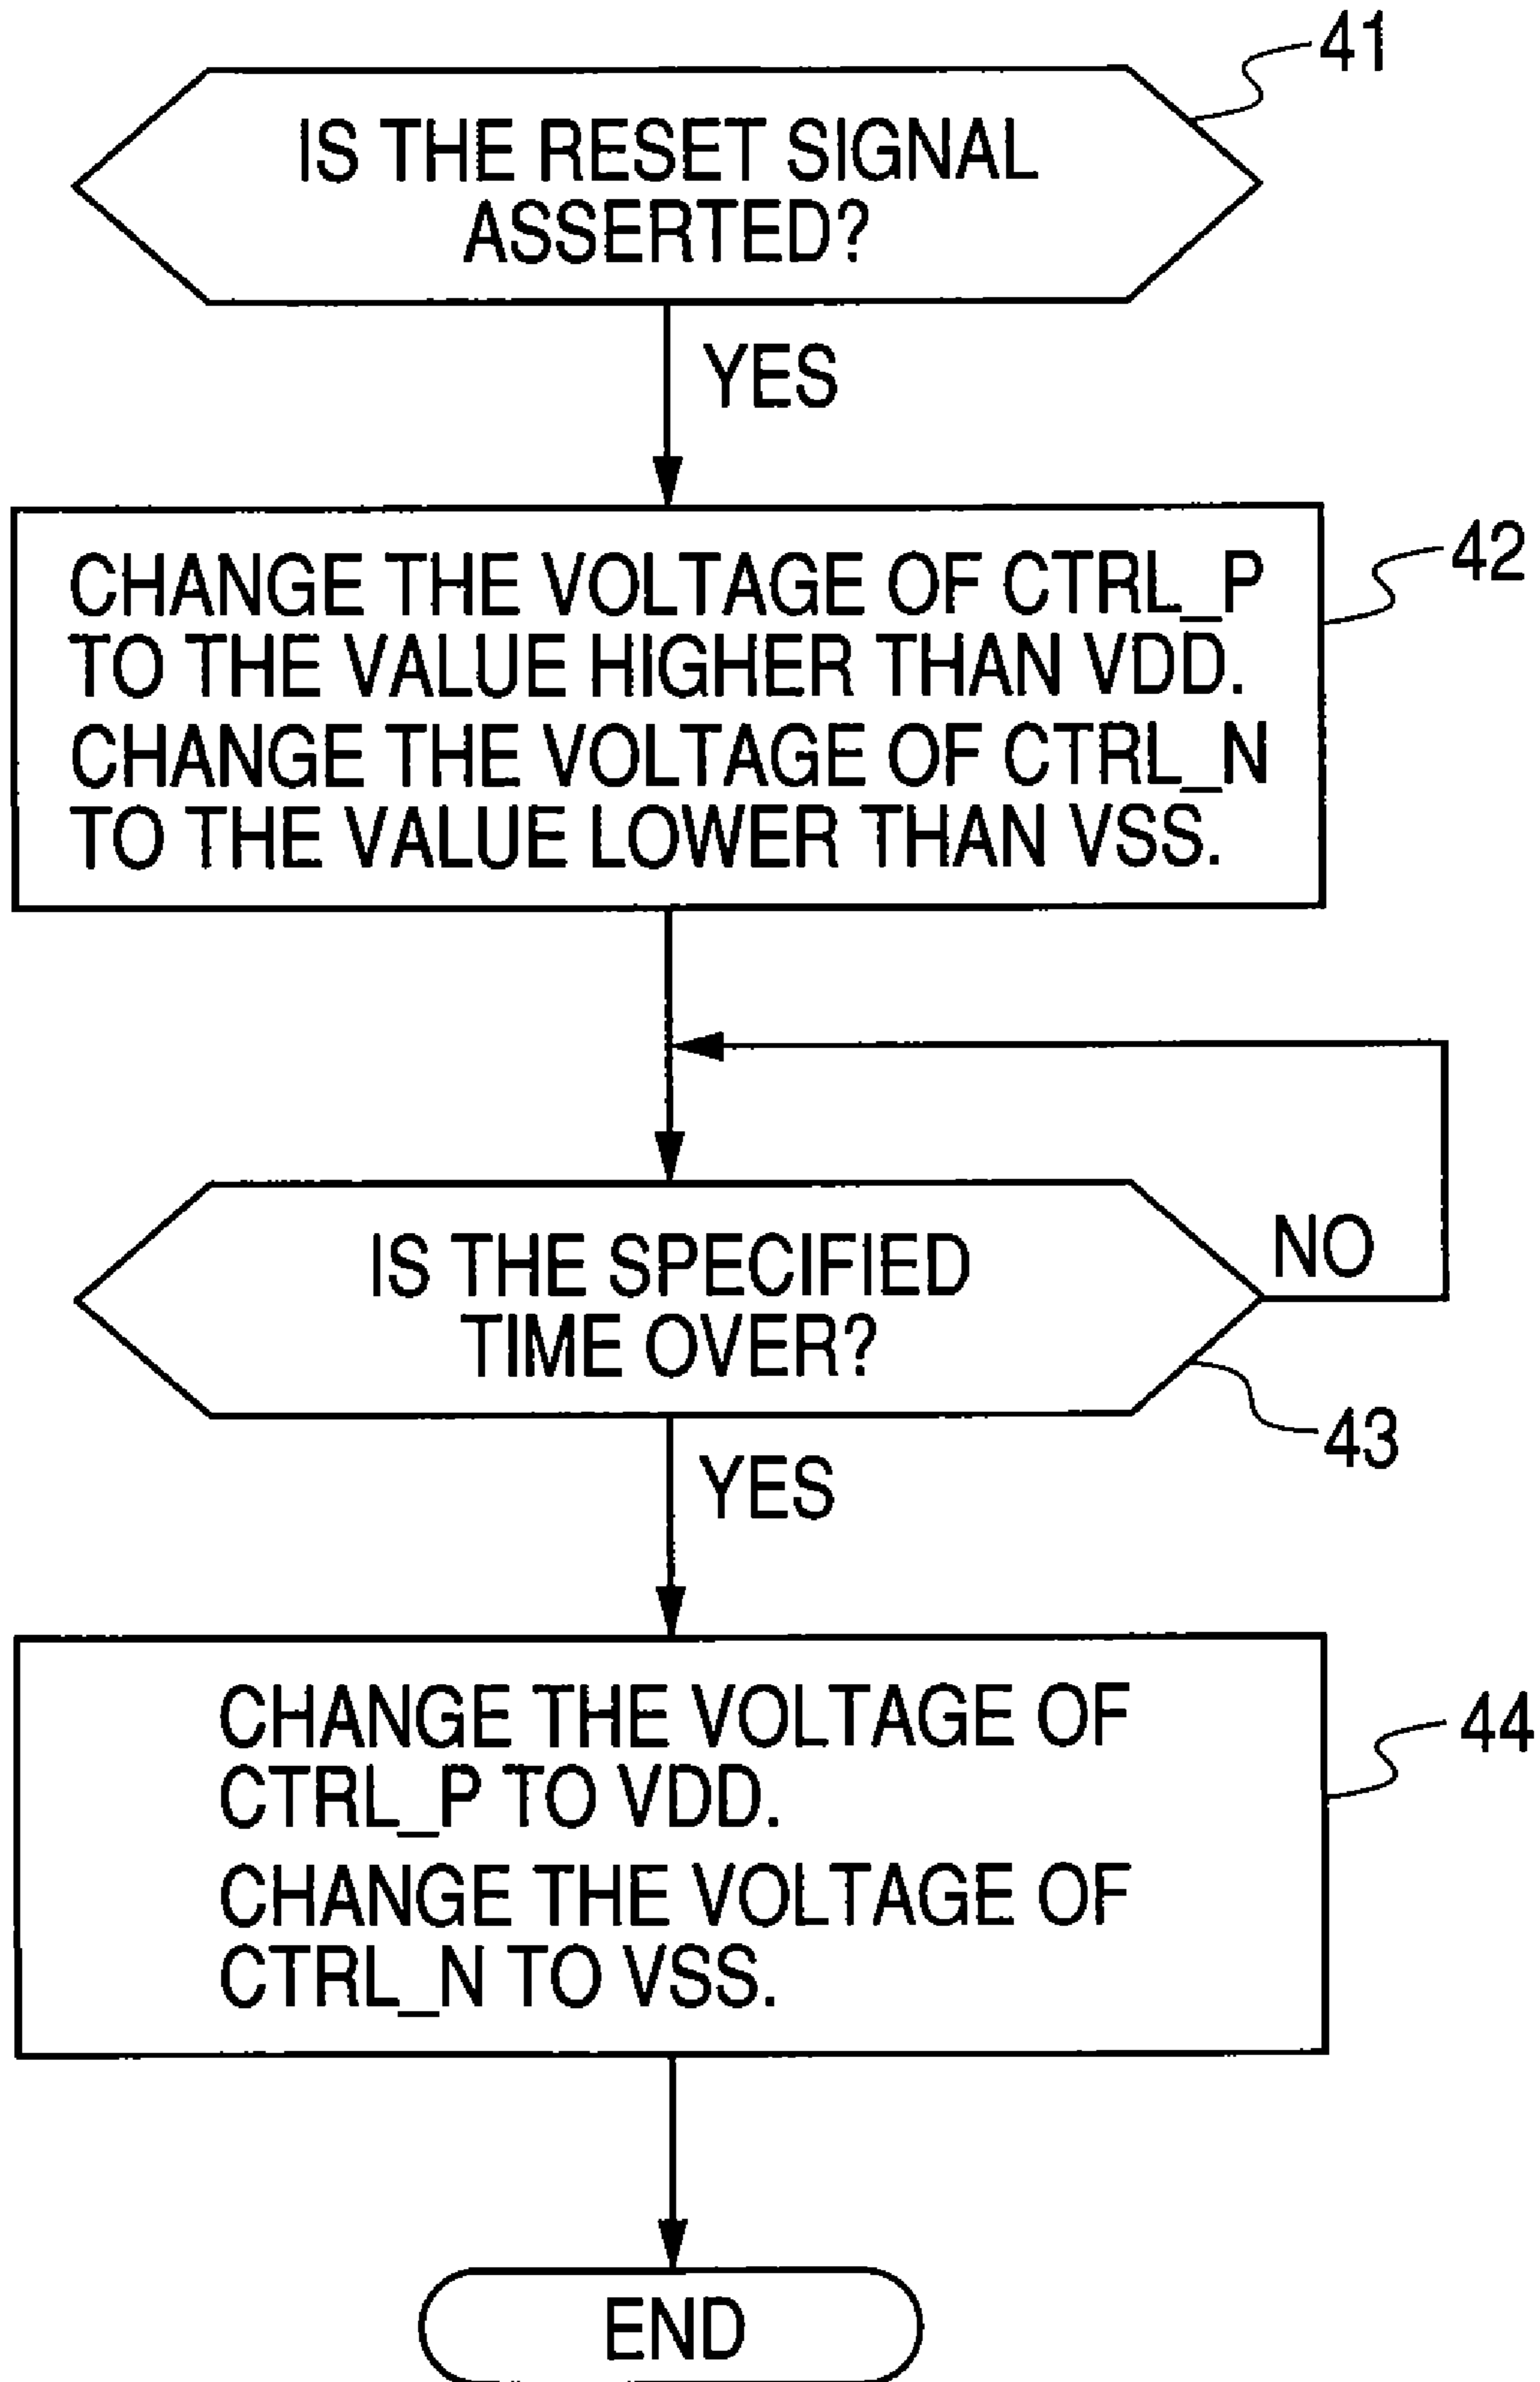 41
IS THE RESET SIGNAL
ASSERTED?
YES
42
CHANGE THE VOLTAGE OF CTRL_P
TO THE VALUE HIGHER THAN VDD.
CHANGE THE VOLTAGE OF CTRL_N
TO THE VALUE LOWER THAN VSS.
IS THE SPECIFIED
TIME OVER?
NO
43
YES
44
CHANGE THE VOLTAGE OF
CTRL_P TO VDD.
CHANGE THE VOLTAGE OF
CTRL_N TO VSS.
END